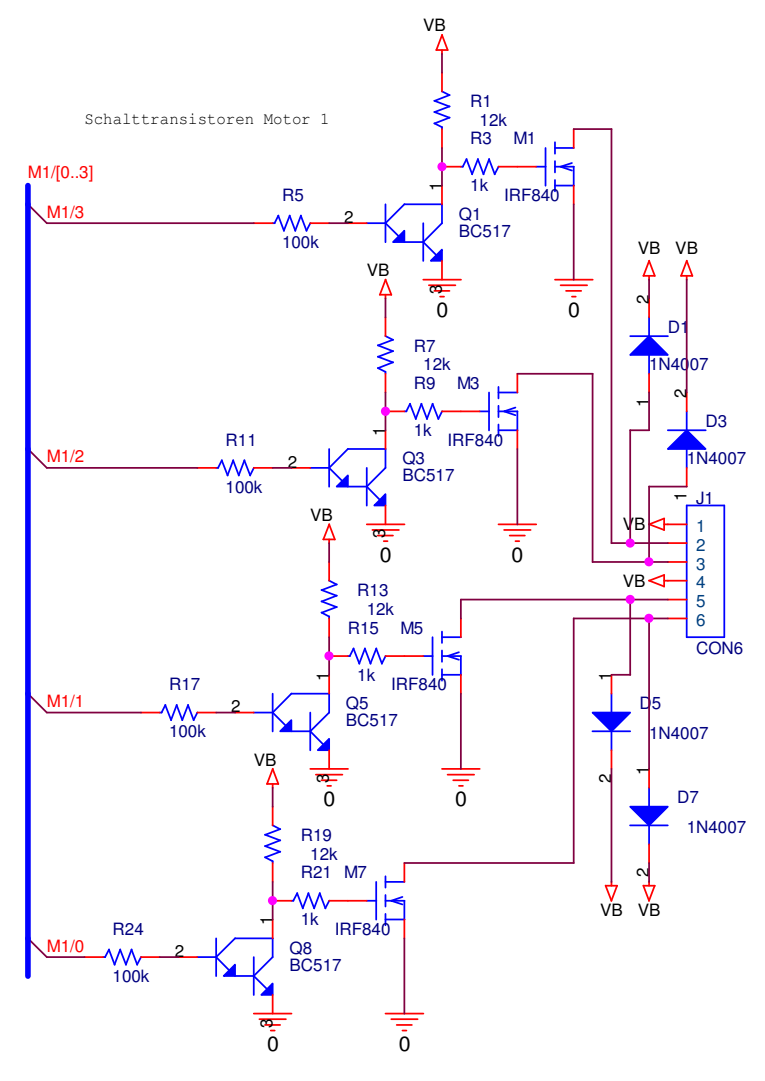 VB
R1
12k
Schalttransistoren Motor 1
R3
M1
M1/[0..3]
1
1k
IRF840
R5
M1/3
2
Q1
BC517
100k
3
0
0
VB
VB
VB
2
R7
12k
D1
1N4007
R9
M3
1
2
1k
IRF840
D3
1N4007
R11
M1/2
2
Q3
BC517
100k
1
J1
3
0
0
VB
VB
1
2
3
VB
4
5
6
CON6
R13
12k
R15
M5
1
1k
IRF840
1
R17
M1/1
2
Q5
BC517
100k
D5
1N4007
3
0
0
VB
2
1
D7
1N4007
R19
12k
R21
M7
2
1
1k
IRF840
VB
VB
R24
M1/0
2
Q8
BC517
100k
3
0
0